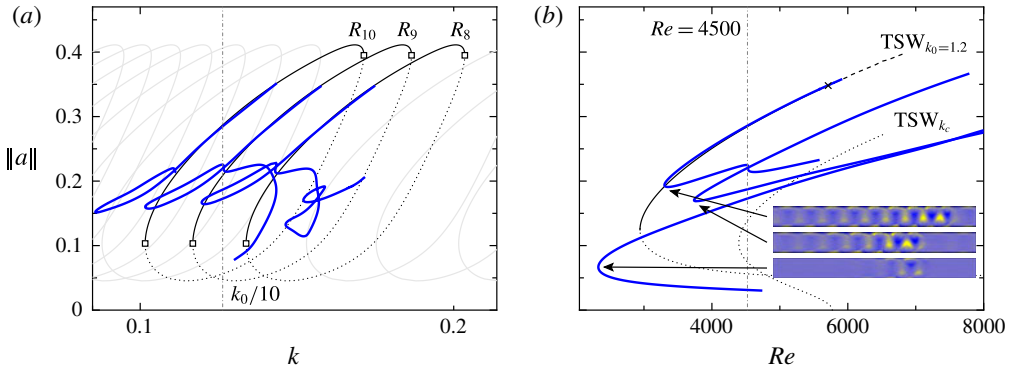 (a)
R10 R9 R8
0.4
0.3
‖a‖
0.2
0.1
0
k0/10
0.1 0.2
k
(b)
Re = 4500
TSWk0=1.2
TSWkc
4000 6000 8000
Re